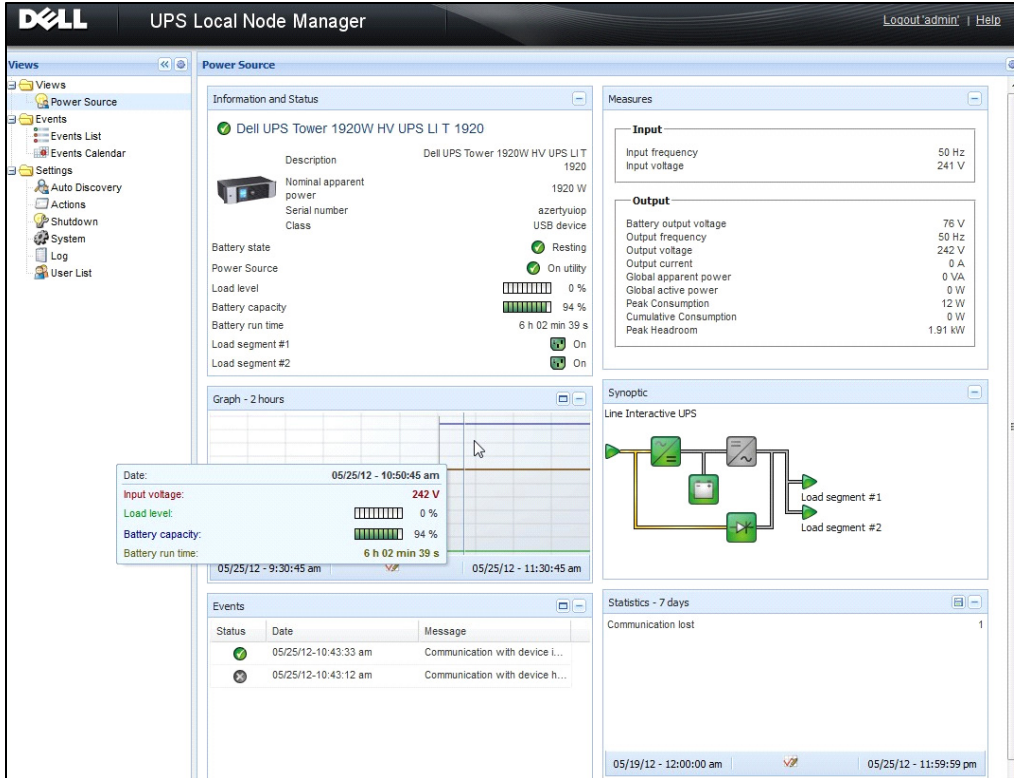 DELL UPS Local Node Manager Logout 'admin' | Help
Views
Views
Power Source
Events
Events List
Events Calendar
Settings
Auto Discovery
Actions
Shutdown
System
Log
User List
Power Source
Information and Status
Dell UPS Tower 1920W HV UPS LI T 1920
Description Dell UPS Tower 1920W HV UPS LI T
1920
Nominal apparent
power 1920 W
Serial number azertyuiop
Class USB device
Battery state Resting
Power Source On utility
Load level 0 %
Battery capacity 94 %
Battery run time 6 h 02 min 39 s
Load segment #1 On
Load segment #2 On
Measures
Input
Input frequency 50 Hz
Input voltage 241 V
Output
Battery output voltage 76 V
Output frequency 50 Hz
Output voltage 242 V
Output current 0 A
Global apparent power 0 VA
Global active power 0 W
Peak Consumption 12 W
Cumulative Consumption 0 W
Peak Headroom 1.91 kW
Graph - 2 hours
Date: 05/25/12 - 10:50:45 am
Input voltage: 242 V
Load level: 0 %
Battery capacity: 94 %
Battery run time: 6 h 02 min 39 s
05/25/12 - 9:30:45 am 05/25/12 - 11:30:45 am
Synoptic
Line Interactive UPS
Load segment #1
Load segment #2
Events
Status Date Message
05/25/12-10:43:33 am Communication with device i...
05/25/12-10:43:12 am Communication with device h...
Statistics - 7 days
Communication lost 1
05/19/12 - 12:00:00 am 05/25/12 - 11:59:59 pm